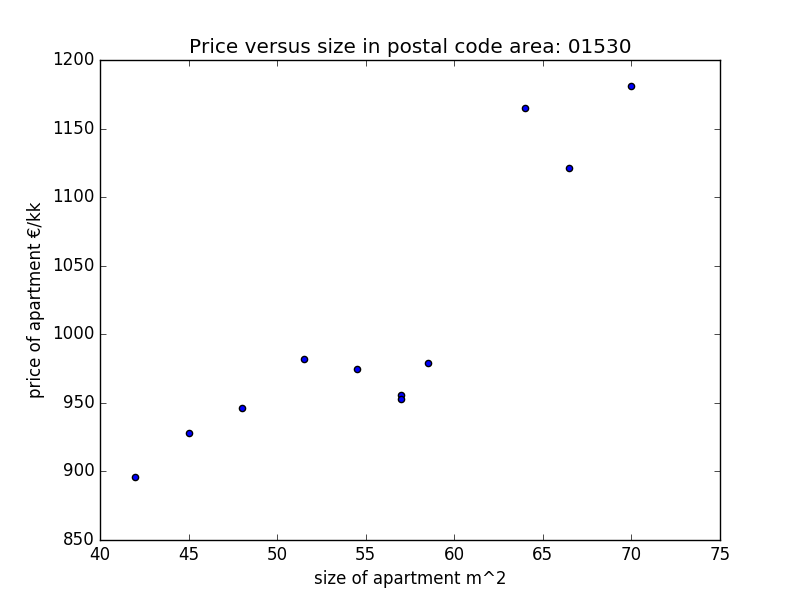 Price versus size in postal code area: 01530
1200
1150
1100
1050
1000
950
900
850
price of apartment €/kk
40 45 50 55 60 65 70 75
size of apartment m^2